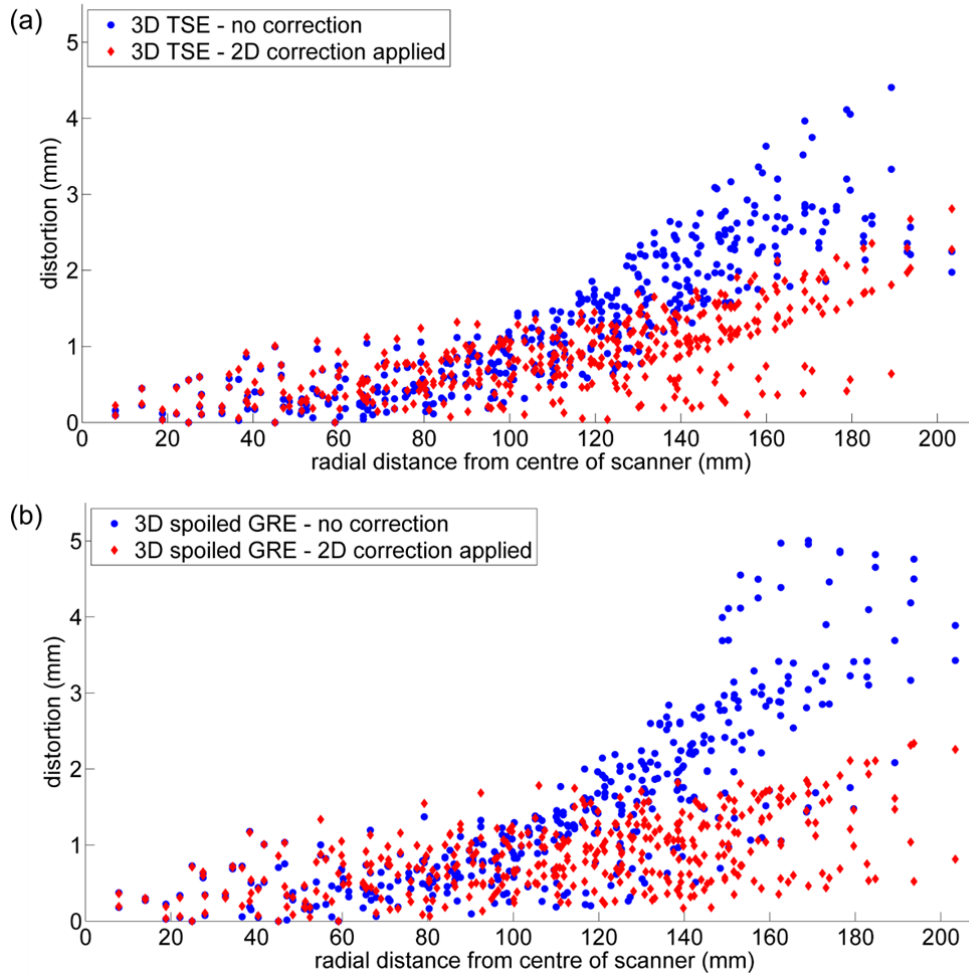 (a)
3D TSE - no correction
3D TSE - 2D correction applied
5
4
3
2
1
0
distortion (mm)
0 20 40 60 80 100 120 140 160 180 200
radial distance from centre of scanner (mm)
(b)
3D spoiled GRE - no correction
3D spoiled GRE - 2D correction applied
5
4
3
2
1
0
distortion (mm)
0 20 40 60 80 100 120 140 160 180 200
radial distance from centre of scanner (mm)